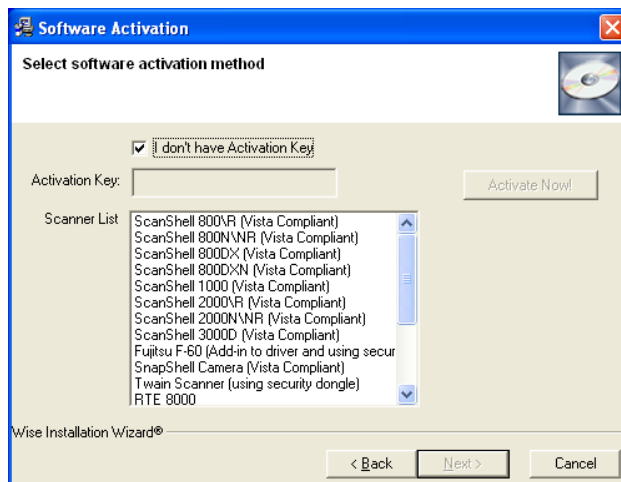 Software Activation
Select software activation method
I don't have Activation Key
Activation Key:
Activate Now!
Scanner List
ScanShell 800\R (Vista Compliant)
ScanShell 800N\NR (Vista Compliant)
ScanShell 800DX (Vista Compliant)
ScanShell 800DXN (Vista Compliant)
ScanShell 1000 (Vista Compliant)
ScanShell 2000\R (Vista Compliant)
ScanShell 2000N\NR (Vista Compliant)
ScanShell 3000D (Vista Compliant)
Fujitsu F-60 (Add-in to driver and using secur
SnapShell Camera (Vista Compliant)
Twain Scanner (using security dongle)
RTE 8000
Wise Installation Wizard®
< Back Next > Cancel